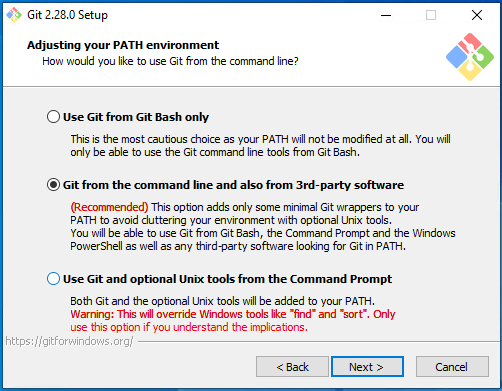 Git 2.28.0 Setup
Adjusting your PATH environment
How would you like to use Git from the command line?
Use Git from Git Bash only
This is the most cautious choice as your PATH will not be modified at all. You will
only be able to use the Git command line tools from Git Bash.
Git from the command line and also from 3rd-party software
(Recommended) This option adds only some minimal Git wrappers to your
PATH to avoid cluttering your environment with optional Unix tools.
You will be able to use Git from Git Bash, the Command Prompt and the Windows
PowerShell as well as any third-party software looking for Git in PATH.
Use Git and optional Unix tools from the Command Prompt
Both Git and the optional Unix tools will be added to your PATH.
Warning: This will override Windows tools like "find" and "sort". Only
use this option if you understand the implications.
https://gitforwindows.org/
< Back
Next >
Cancel